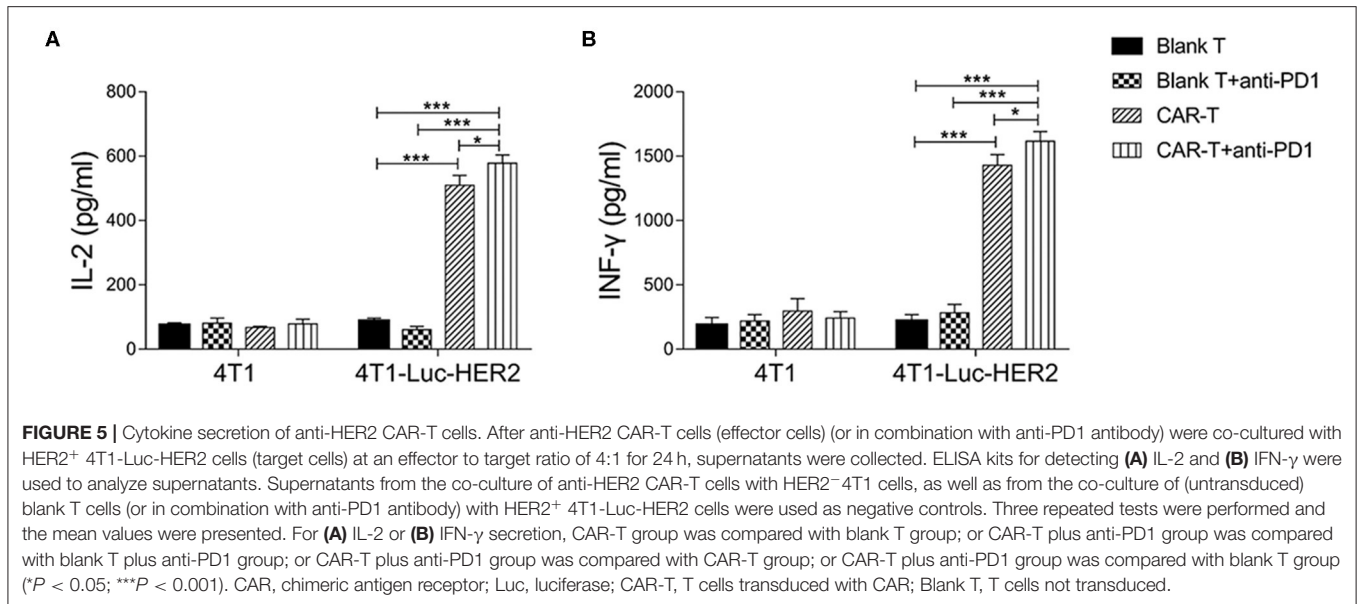 A
B
Blank T
Blank T+anti-PD1
CAR-T
CAR-T+anti-PD1
800
600
400
200
0
IL-2 (pg/ml)
***
***
*
***
4T1
4T1-Luc-HER2
2000
1500
1000
500
0
INF-γ (pg/ml)
***
***
*
***
4T1
4T1-Luc-HER2
FIGURE 5 | Cytokine secretion of anti-HER2 CAR-T cells. After anti-HER2 CAR-T cells (effector cells) (or in combination with anti-PD1 antibody) were co-cultured with
HER2⁺ 4T1-Luc-HER2 cells (target cells) at an effector to target ratio of 4:1 for 24 h, supernatants were collected. ELISA kits for detecting (A) IL-2 and (B) IFN-γ were
used to analyze supernatants. Supernatants from the co-culture of anti-HER2 CAR-T cells with HER2⁻4T1 cells, as well as from the co-culture of (untransduced)
blank T cells (or in combination with anti-PD1 antibody) with HER2⁺ 4T1-Luc-HER2 cells were used as negative controls. Three repeated tests were performed and
the mean values were presented. For (A) IL-2 or (B) IFN-γ secretion, CAR-T group was compared with blank T group; or CAR-T plus anti-PD1 group was compared
with blank T plus anti-PD1 group; or CAR-T plus anti-PD1 group was compared with CAR-T group; or CAR-T plus anti-PD1 group was compared with blank T group
(*P < 0.05; ***P < 0.001). CAR, chimeric antigen receptor; Luc, luciferase; CAR-T, T cells transduced with CAR; Blank T, T cells not transduced.